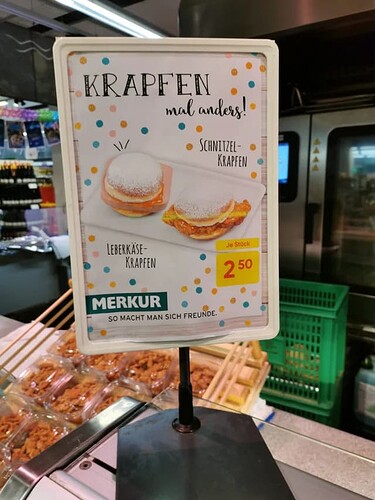 KRAPFEN
mal anders!
SCHNITZEL-
KRAPFEN
LEBERKÄSE-
KRAPFEN
Je Stück
2 50
MERKUR
SO MACHT MAN SICH FREUNDE.